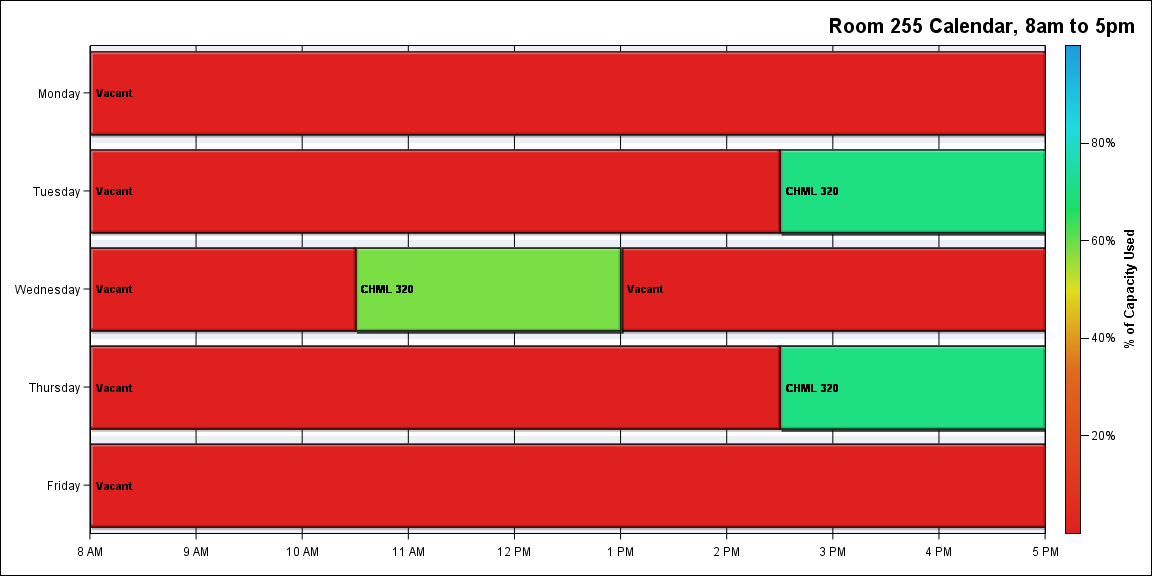 Room 255 Calendar, 8am to 5pm
Monday
Vacant
Tuesday
Vacant
CHML 320
Wednesday
Vacant
CHML 320
Vacant
Thursday
Vacant
CHML 320
Friday
Vacant
8 AM
9 AM
10 AM
11 AM
12 PM
1 PM
2 PM
3 PM
4 PM
5 PM
80%
60%
40%
20%
% of Capacity Used